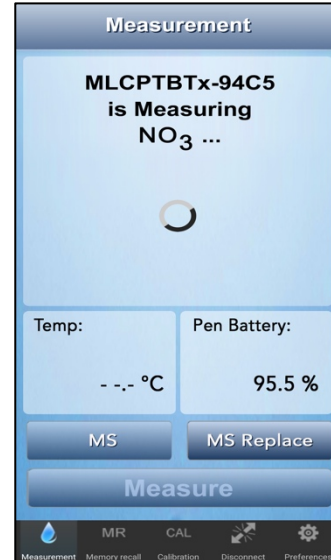 Measurement
MLCPTBTx-94C5
is Measuring
NO3 ...
Temp:
- -.- °C
Pen Battery:
95.5 %
MS
MS Replace
Measure
MR
CAL
Measurement
Memory recall
Calibration
Disconnect
Preferences